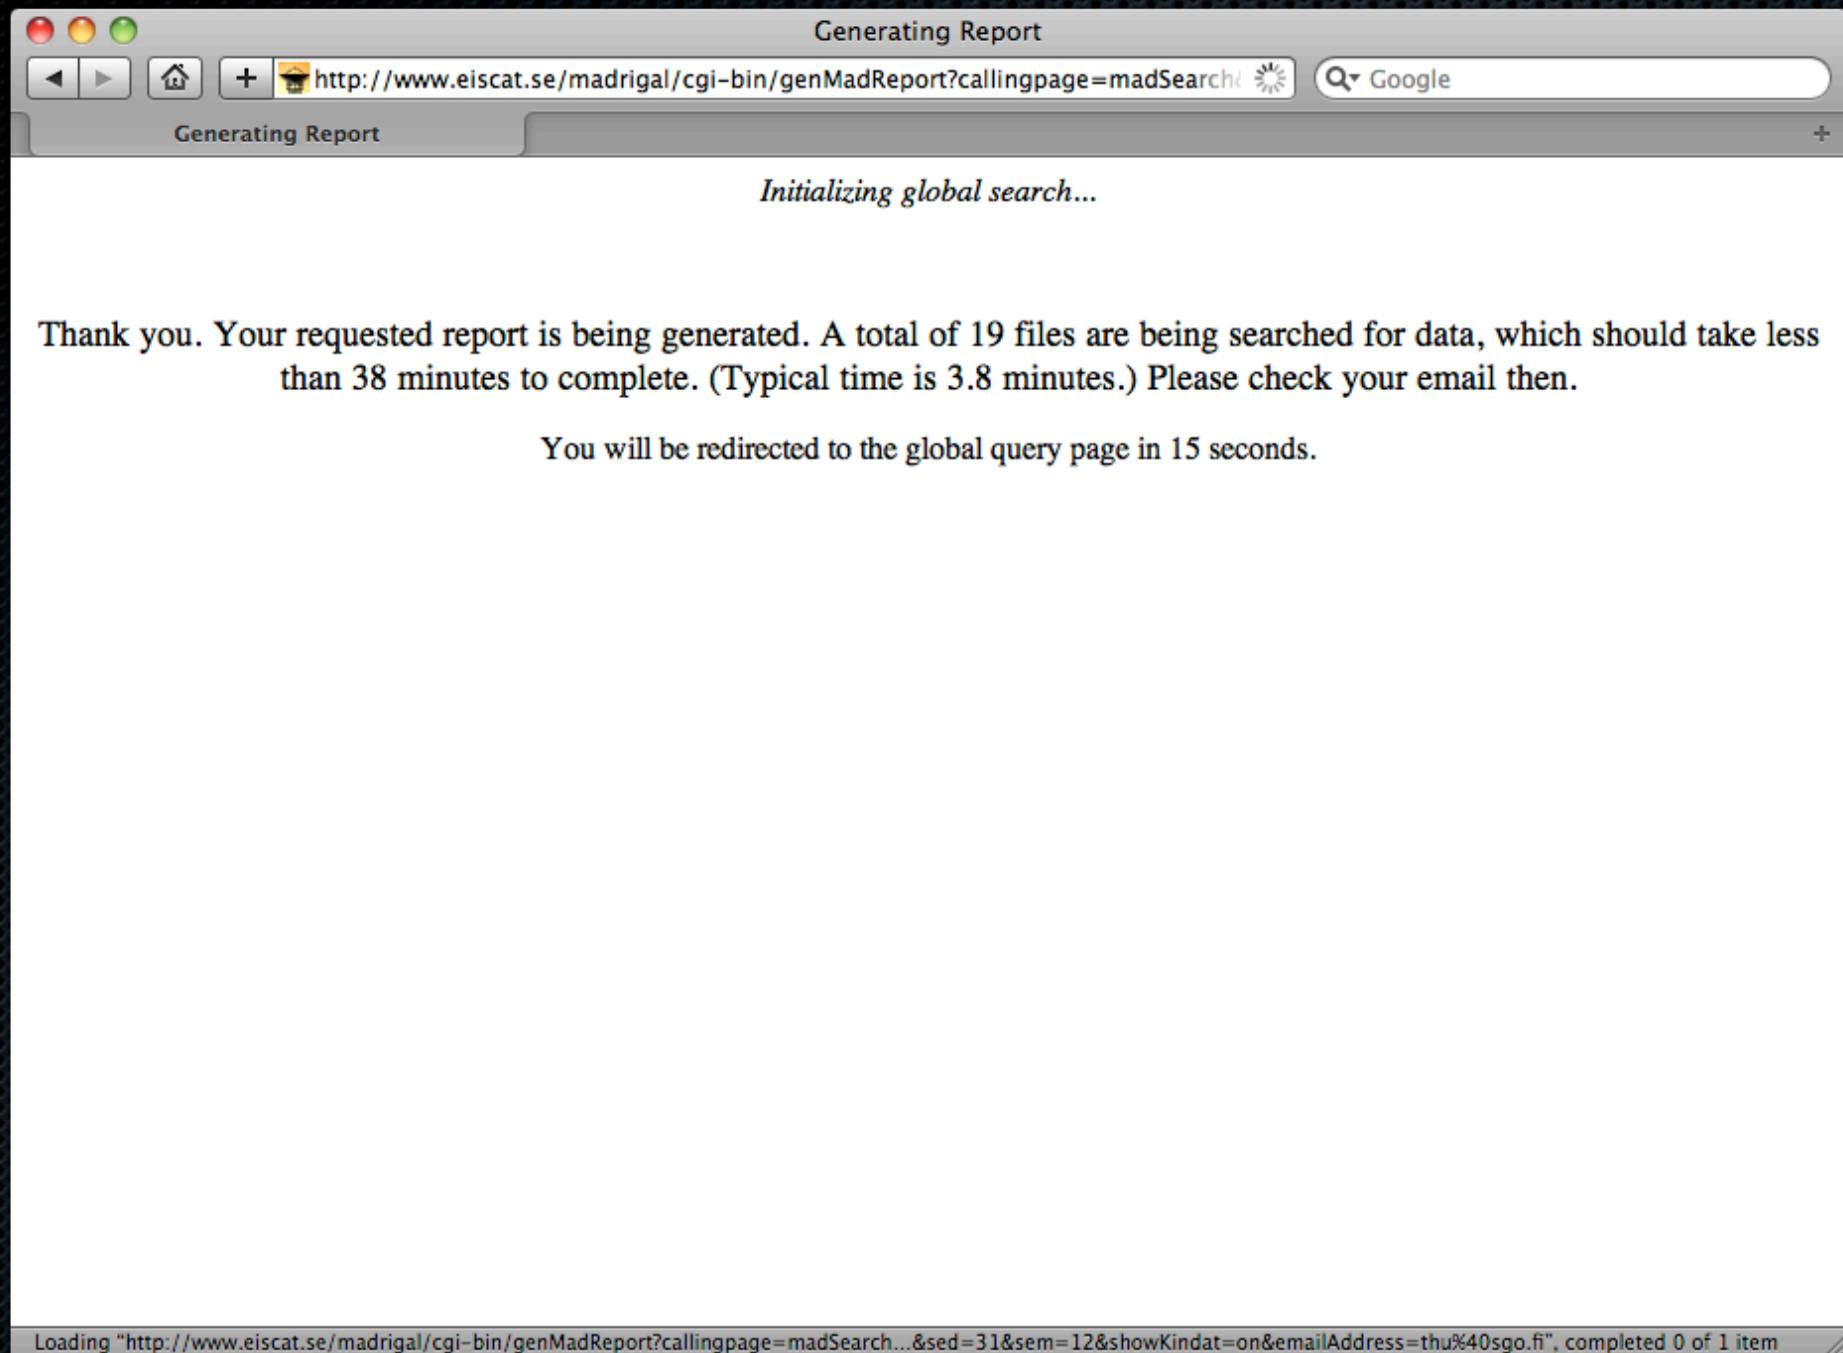 Generating Report
http://www.eiscat.se/madrigal/cgi-bin/genMadReport?callingpage=madSearch
Google
Generating Report
Initializing global search...
Thank you. Your requested report is being generated. A total of 19 files are being searched for data, which should take less
than 38 minutes to complete. (Typical time is 3.8 minutes.) Please check your email then.
You will be redirected to the global query page in 15 seconds.
Loading "http://www.eiscat.se/madrigal/cgi-bin/genMadReport?callingpage=madSearch...&sed=31&sem=12&showKindat=on&emailAddress=thu%40sgo.fi", completed 0 of 1 item